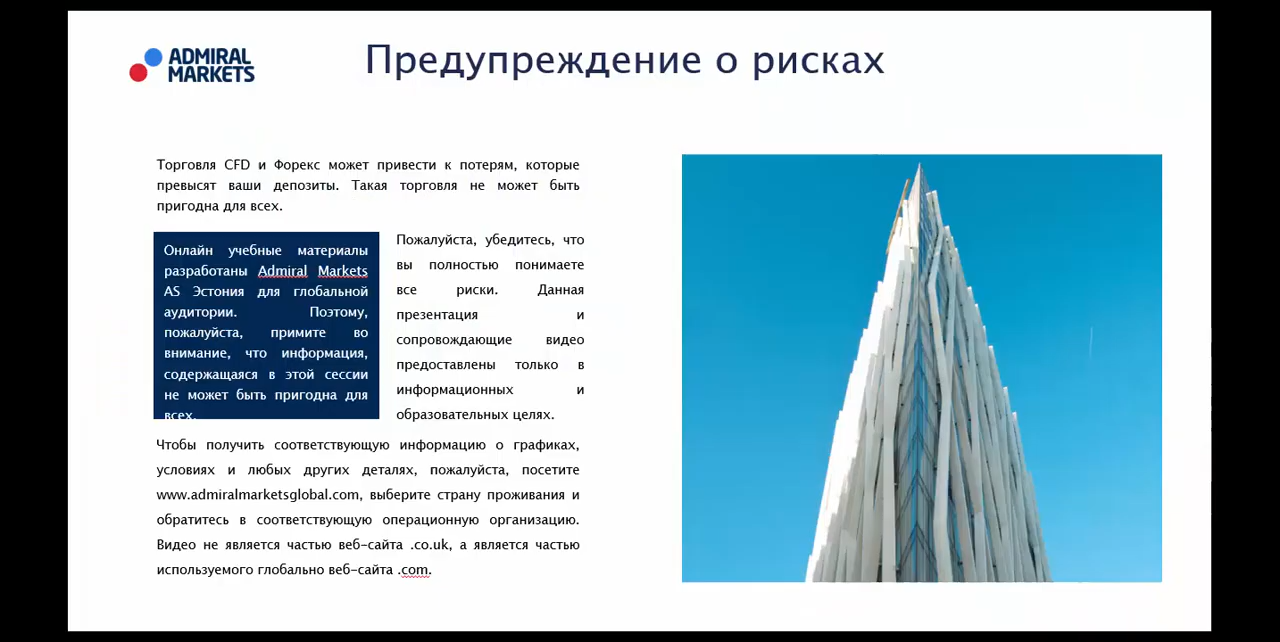 ADMIRAL
MARKETS
Предупреждение о рисках
Торговля CFD и Форекс может привести к потерям, которые
превысят ваши депозиты. Такая торговля не может быть
пригодна для всех.
Онлайн учебные материалы
разработаны Admiral Markets
AS Эстония для глобальной
аудитории. Поэтому,
пожалуйста, примите во
внимание, что информация,
содержащаяся в этой сессии
не может быть пригодна для
всех.
Пожалуйста, убедитесь, что
вы полностью понимаете
все риски. Данная
презентация и
сопровождающие видео
предоставлены только в
информационных и
образовательных целях.
Чтобы получить соответствующую информацию о графиках,
условиях и любых других деталях, пожалуйста, посетите
www.admiralmarketsglobal.com, выберите страну проживания и
обратитесь в соответствующую операционную организацию.
Видео не является частью веб-сайта .co.uk, а является частью
используемого глобально веб-сайта .com.